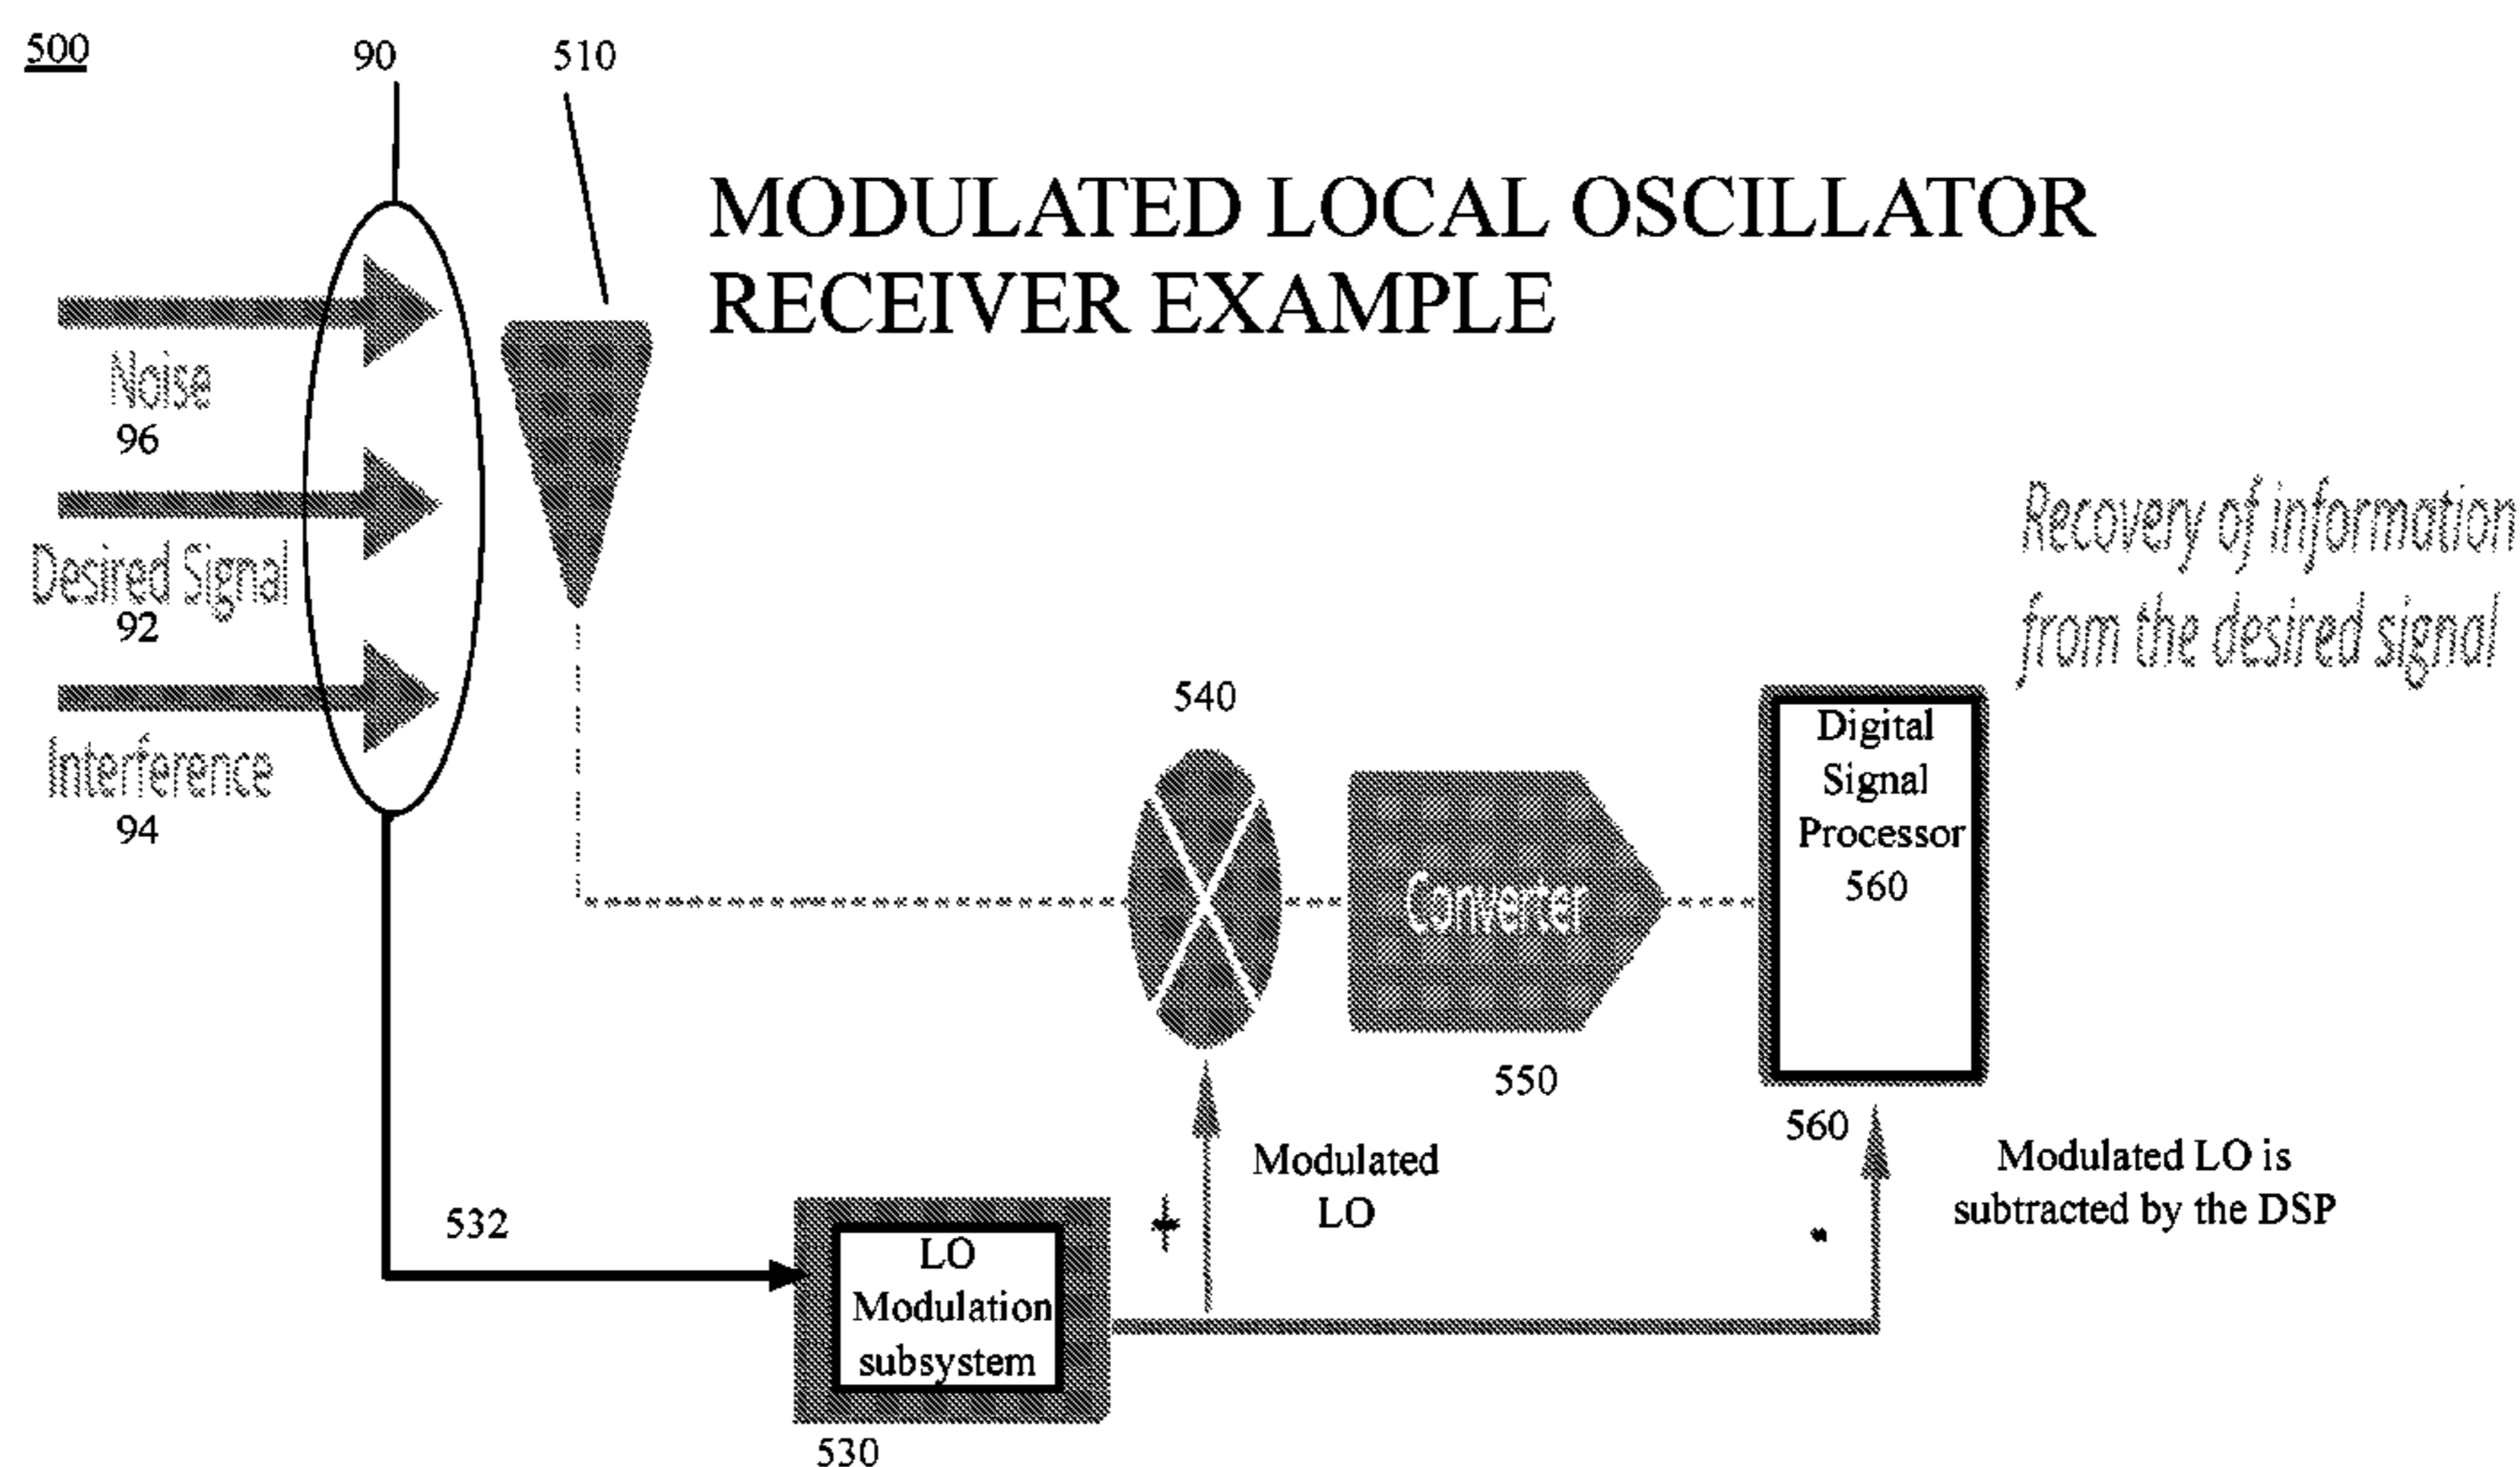 500
90
510
MODULATED LOCAL OSCILLATOR
RECEIVER EXAMPLE
Noise
96
Desired Signal
92
Interference
94
Recovery of information
from the desired signal
540
Digital
Signal
Processor
560
Converter
550
560
Modulated
LO
+
Modulated LO is
subtracted by the DSP
532
LO
Modulation
subsystem
530